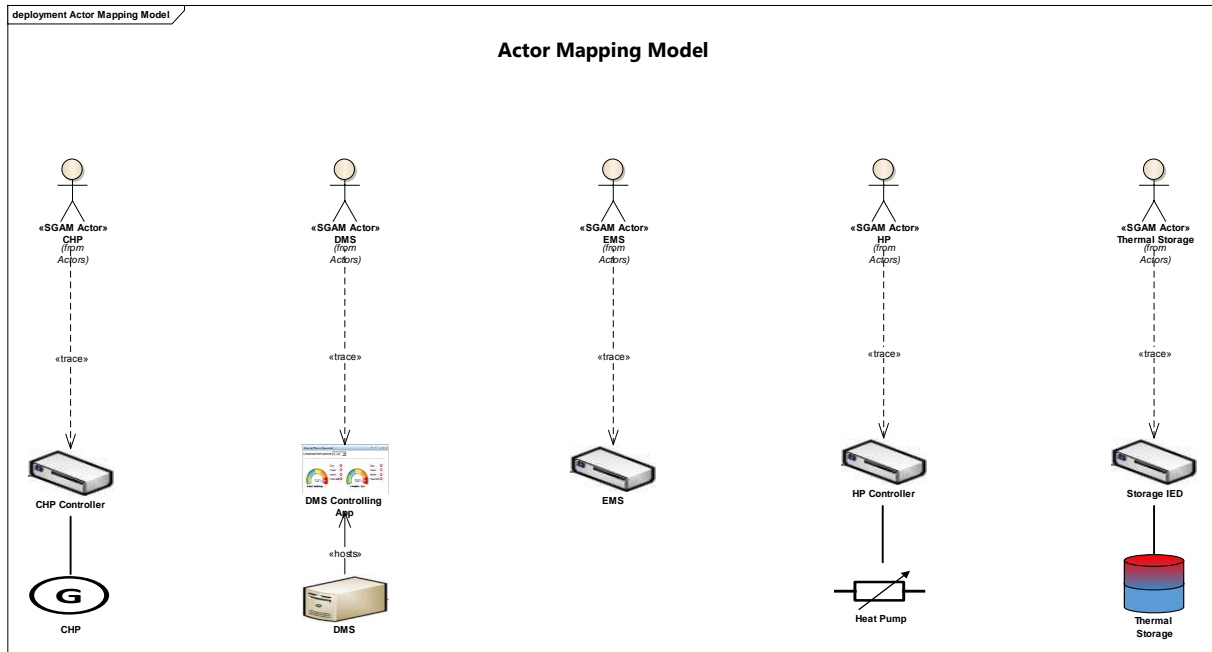 deployment Actor Mapping Model
Actor Mapping Model
«SGAM Actor»
CHP
(from
Actors)
«SGAM Actor»
DMS
(from
Actors)
«SGAM Actor»
EMS
(from
Actors)
«SGAM Actor»
HP
(from
Actors)
«SGAM Actor»
Thermal Storage
(from
Actors)
«trace»
«trace»
«trace»
«trace»
«trace»
CHP Controller
DMS Controlling
App
EMS
HP Controller
Storage IED
«hosts»
G
CHP
DMS
Heat Pump
Thermal
Storage